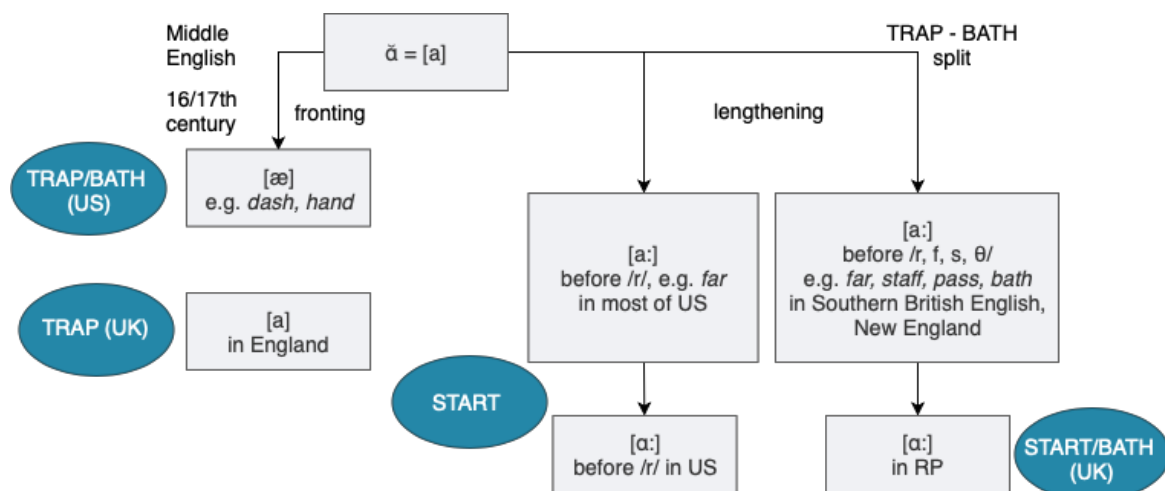 Middle
English
ᾰ = [a]
TRAP - BATH
split
16/17th
century
fronting
lengthening
TRAP/BATH
(US)
[æ]
e.g. dash, hand
[a:]
before /r/, e.g. far
in most of US
[a:]
before /r, f, s, θ/
e.g. far, staff, pass, bath
in Southern British English,
New England
TRAP (UK)
[a]
in England
START
[ɑ:]
before /r/ in US
[ɑ:]
in RP
START/BATH
(UK)